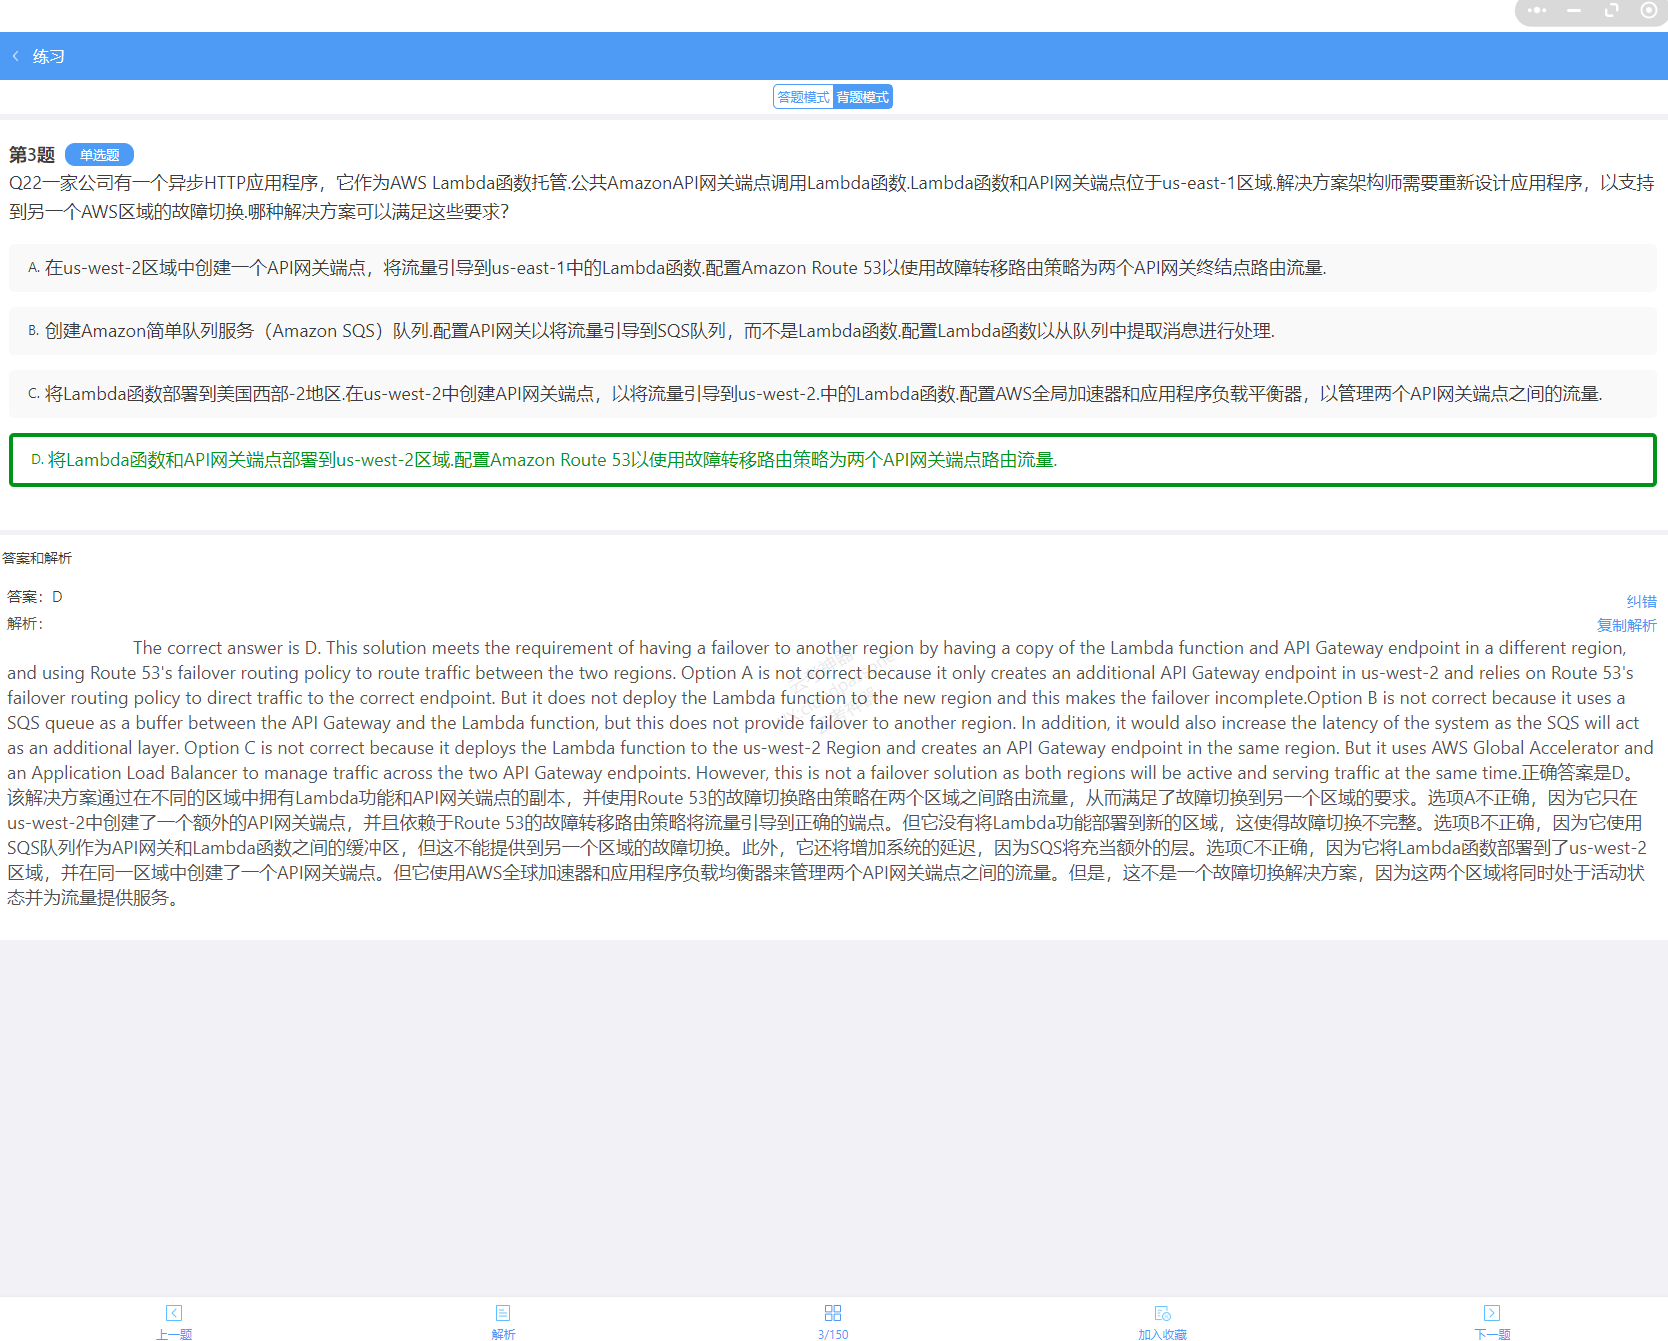 练习
答题模式 背题模式
第3题 单选题
Q22一家公司有一个异步HTTP应用程序，它作为AWS Lambda函数托管.公共AmazonAPI网关端点调用Lambda函数.Lambda函数和API网关端点位于us-east-1区域.解决方案架构师需要重新设计应用程序，以支持
到另一个AWS区域的故障切换.哪种解决方案可以满足这些要求?
A. 在us-west-2区域中创建一个API网关端点，将流量引导到us-east-1中的Lambda函数.配置Amazon Route 53以使用故障转移路由策略为两个API网关终结点路由流量.
B. 创建Amazon简单队列服务（Amazon SQS）队列.配置API网关以将流量引导到SQS队列，而不是Lambda函数.配置Lambda函数以从队列中提取消息进行处理.
C. 将Lambda函数部署到美国西部-2地区.在us-west-2中创建API网关端点，以将流量引导到us-west-2.中的Lambda函数.配置AWS全局加速器和应用程序负载平衡器，以管理两个API网关端点之间的流量.
D. 将Lambda函数和API网关端点部署到us-west-2区域.配置Amazon Route 53以使用故障转移路由策略为两个API网关端点路由流量.
答案和解析
答案：D
纠错
解析：
复制解析
The correct answer is D. This solution meets the requirement of having a failover to another region by having a copy of the Lambda function and API Gateway endpoint in a different region,
and using Route 53's failover routing policy to route traffic between the two regions. Option A is not correct because it only creates an additional API Gateway endpoint in us-west-2 and relies on Route 53's
failover routing policy to direct traffic to the correct endpoint. But it does not deploy the Lambda function to the new region and this makes the failover incomplete.Option B is not correct because it uses a
SQS queue as a buffer between the API Gateway and the Lambda function, but this does not provide failover to another region. In addition, it would also increase the latency of the system as the SQS will act
as an additional layer. Option C is not correct because it deploys the Lambda function to the us-west-2 Region and creates an API Gateway endpoint in the same region. But it uses AWS Global Accelerator and
an Application Load Balancer to manage traffic across the two API Gateway endpoints. However, this is not a failover solution as both regions will be active and serving traffic at the same time.正确答案是D。
该解决方案通过在不同的区域中拥有Lambda功能和API网关端点的副本，并使用Route 53的故障切换路由策略在两个区域之间路由流量，从而满足了故障切换到另一个区域的要求。选项A不正确，因为它只在
us-west-2中创建了一个额外的API网关端点，并且依赖于Route 53的故障转移路由策略将流量引导到正确的端点。但它没有将Lambda功能部署到新的区域，这使得故障切换不完整。选项B不正确，因为它使用
SQS队列作为API网关和Lambda函数之间的缓冲区，但这不能提供到另一个区域的故障切换。此外，它还将增加系统的延迟，因为SQS将充当额外的层。选项C不正确，因为它将Lambda函数部署到了us-west-2
区域，并在同一区域中创建了一个API网关端点。但它使用AWS全球加速器和应用程序负载均衡器来管理两个API网关端点之间的流量。但是，这不是一个故障切换解决方案，因为这两个区域将同时处于活动状
态并为流量提供服务。
上一题 解析 3/150 加入收藏 下一题